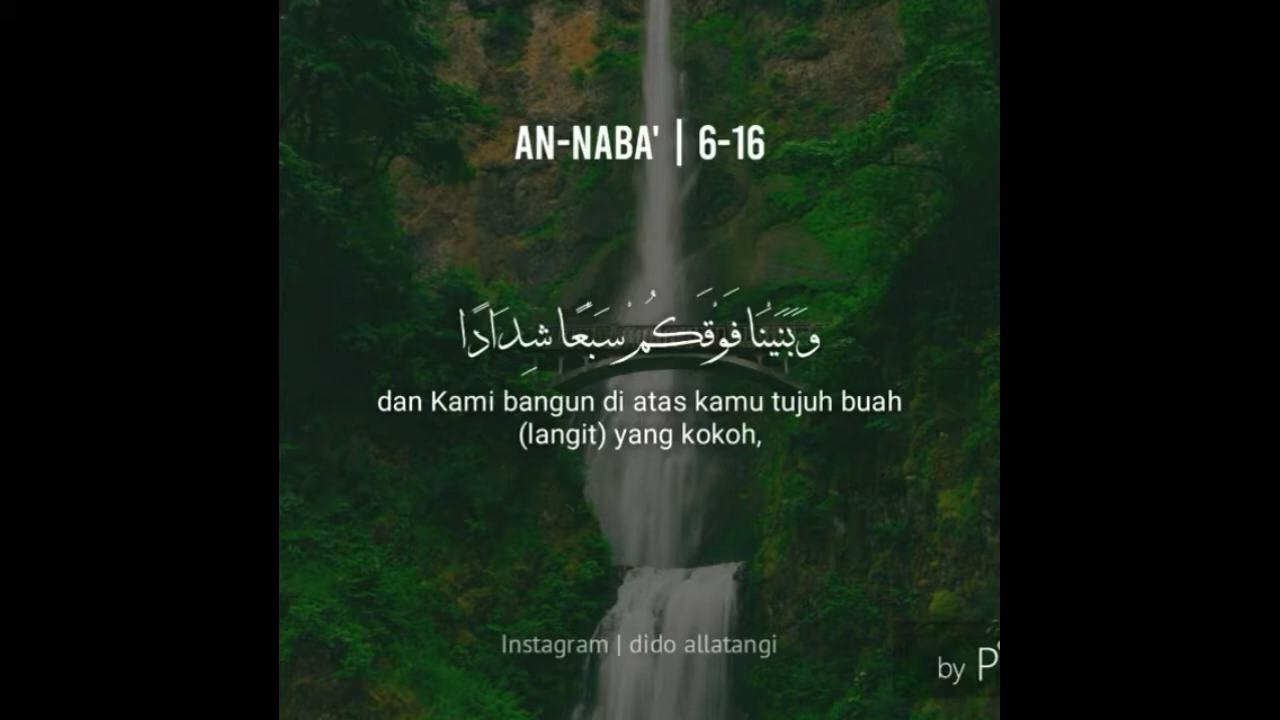 AN-NABA' | 6-16
وَبَنَيْنَا فَوْقَكُمْ سَبْعًا شِدَادًا
dan Kami bangun di atas kamu tujuh buah
(langit) yang kokoh,
Instagram | dido allatangi
by P